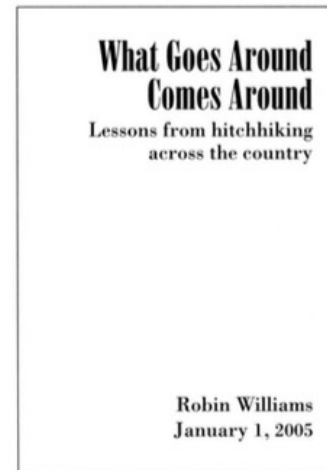 What Goes Around
Comes Around
Lessons from hitchhiking
across the country
Robin Williams
January 1, 2005